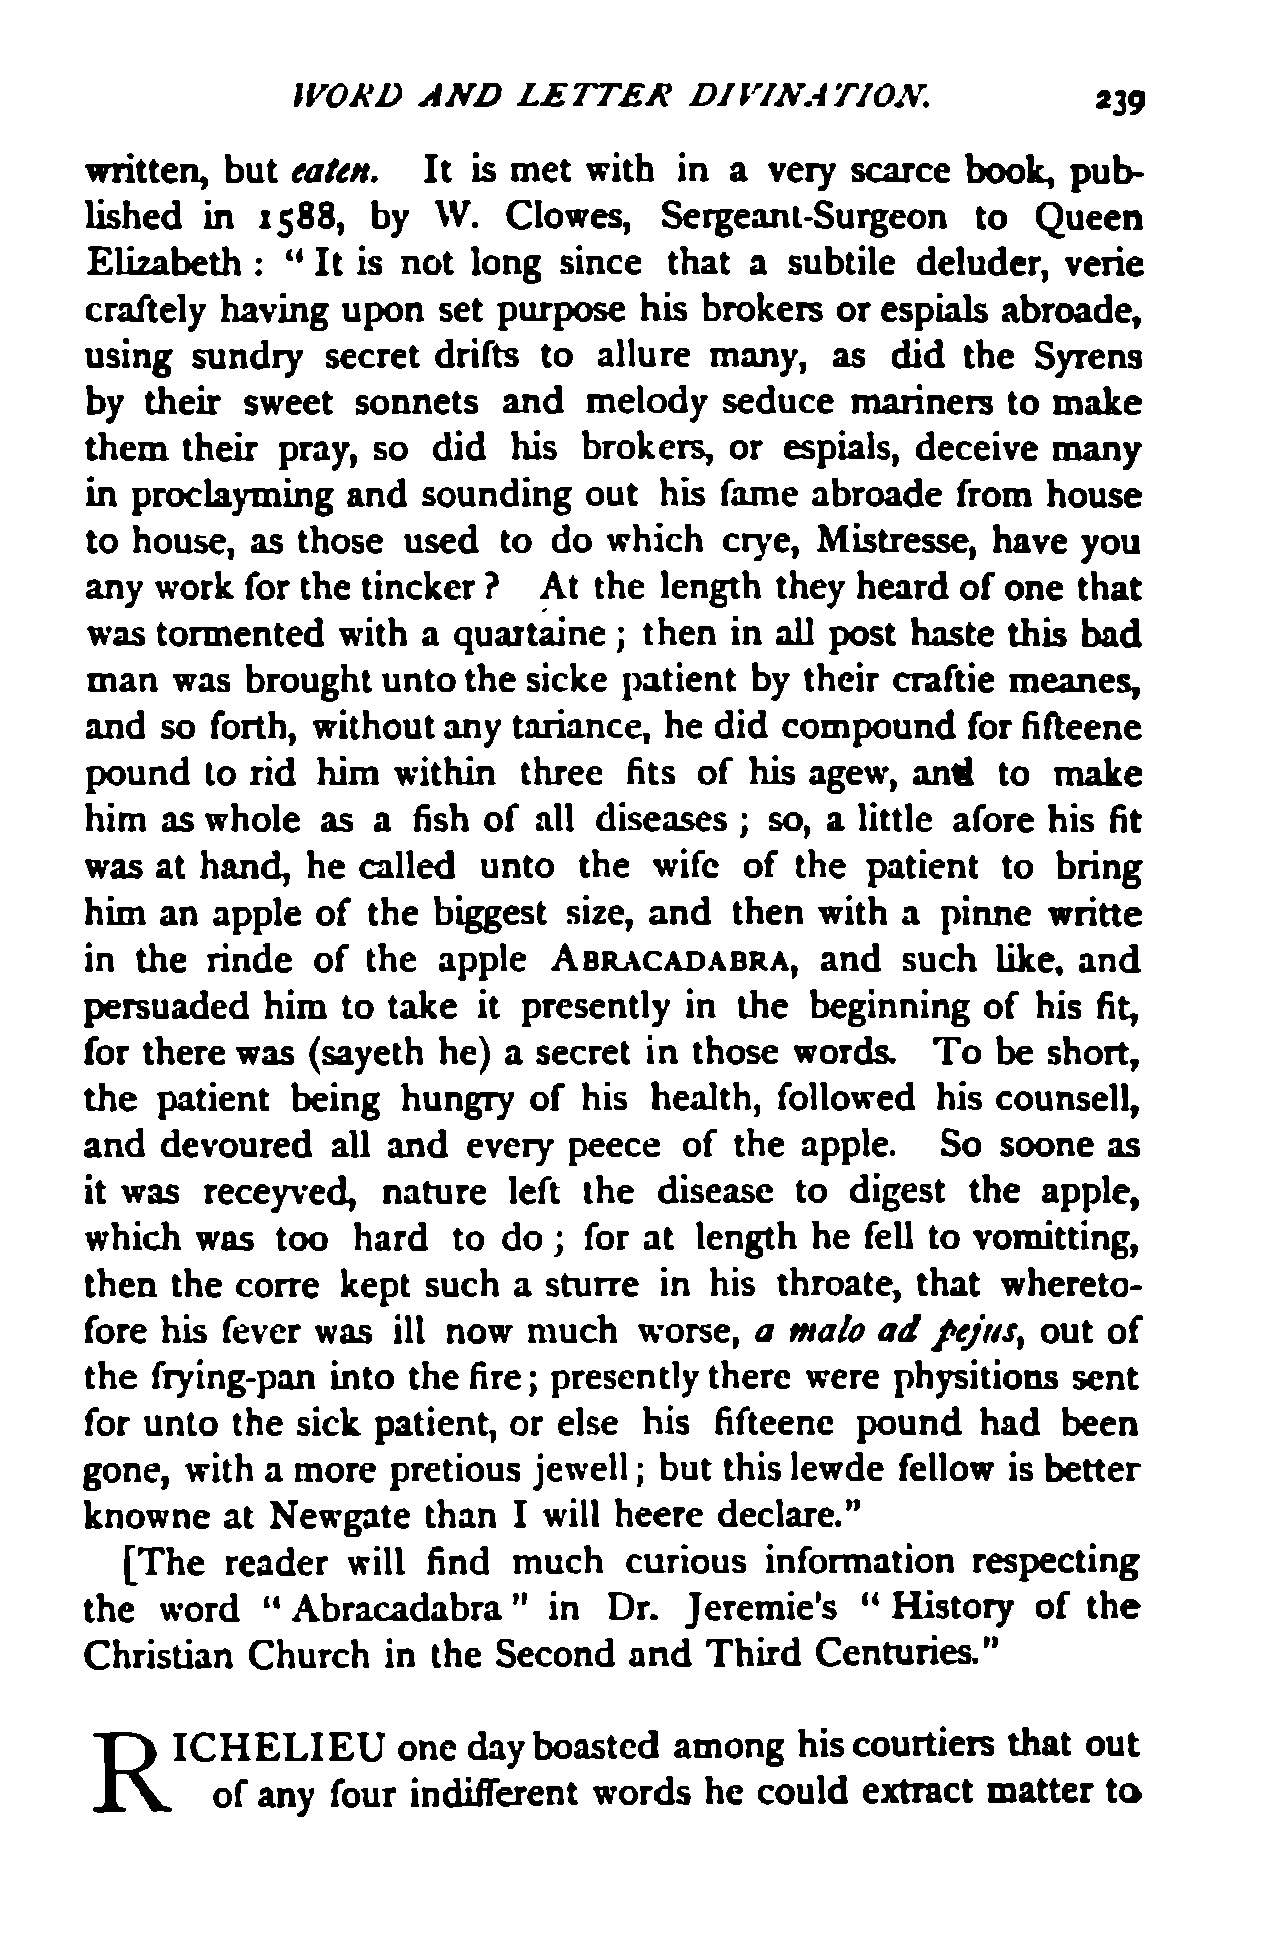 WORD AND LETTER DIVINATION. 239
written, but eaten. It is met with in a very scarce book, pub-
lished in 1588, by W. Clowes, Sergeant-Surgeon to Queen
Elizabeth : “ It is not long since that a subtile deluder, verie
craftely having upon set purpose his brokers or espials abroade,
using sundry secret drifts to allure many, as did the Syrens
by their sweet sonnets and melody seduce mariners to make
them their pray, so did his brokers, or espials, deceive many
in proclayming and sounding out his fame abroade from house
to house, as those used to do which crye, Mistresse, have you
any work for the tincker ? At the length they heard of one that
was tormented with a quartaine ; then in all post haste this bad
man was brought unto the sicke patient by their craftie meanes,
and so forth, without any tariance, he did compound for fifteene
pound to rid him within three fits of his agew, and to make
him as whole as a fish of all diseases ; so, a little afore his fit
was at hand, he called unto the wife of the patient to bring
him an apple of the biggest size, and then with a pinne writte
in the rinde of the apple ABRACADABRA, and such like, and
persuaded him to take it presently in the beginning of his fit,
for there was (sayeth he) a secret in those words. To be short,
the patient being hungry of his health, followed his counsell,
and devoured all and every peece of the apple. So soone as
it was receyved, nature left the disease to digest the apple,
which was too hard to do ; for at length he fell to vomitting,
then the corre kept such a sturre in his throate, that whereto-
fore his fever was ill now much worse, a malo ad pejus, out of
the frying-pan into the fire ; presently there were physitions sent
for unto the sick patient, or else his fifteene pound had been
gone, with a more pretious jewell ; but this lewde fellow is better
knowne at Newgate than I will heere declare.”
[The reader will find much curious information respecting
the word “ Abracadabra ” in Dr. Jeremie's “ History of the
Christian Church in the Second and Third Centuries.”
RICHELIEU one day boasted among his courtiers that out
of any four indifferent words he could extract matter to